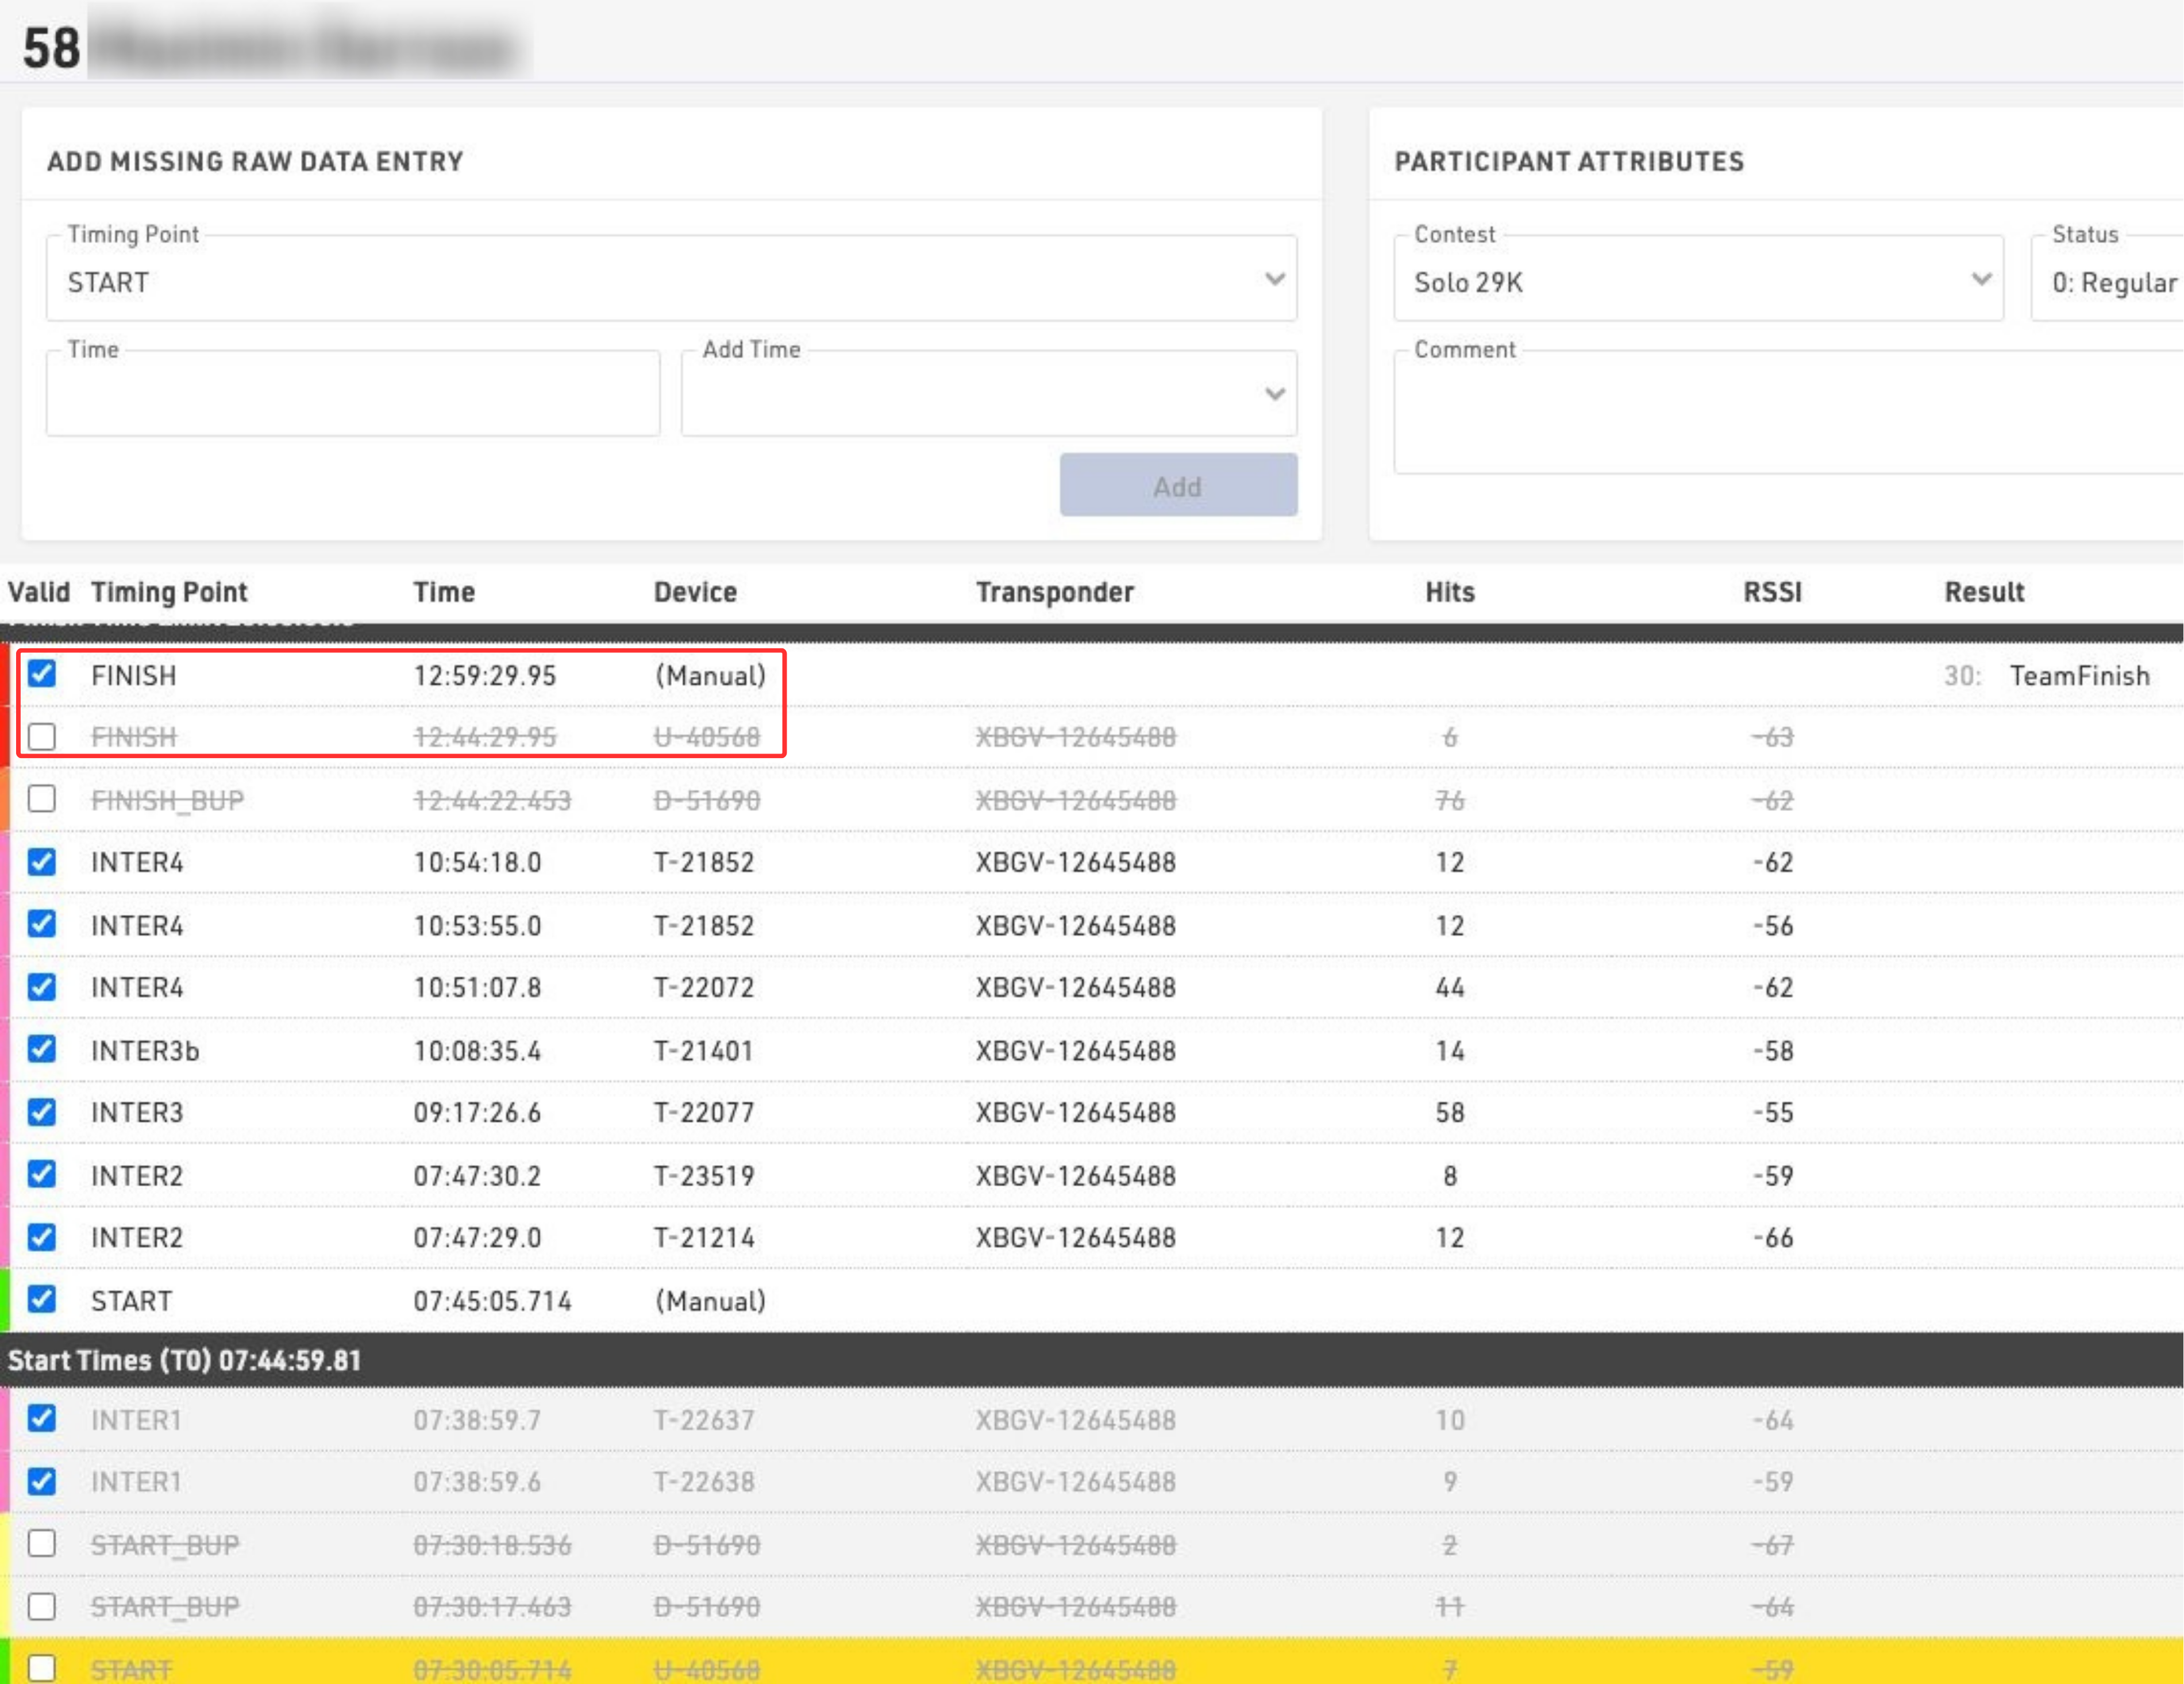 58
ADD MISSING RAW DATA ENTRY
Timing Point
START
Time
Add Time
Add
PARTICIPANT ATTRIBUTES
Contest
Solo 29K
Status
0: Regular
Comment
Valid Timing Point Time Device Transponder Hits RSSI Result
FINISH 12:59:29.95 (Manual) 30: TeamFinish
FINISH 12:44:29.95 U-40568 XBGV-12645488 6 -63
FINISH_BUP 12:44:22.453 D-51690 XBGV-12645488 76 -62
INTER4 10:54:18.0 T-21852 XBGV-12645488 12 -62
INTER4 10:53:55.0 T-21852 XBGV-12645488 12 -56
INTER4 10:51:07.8 T-22072 XBGV-12645488 44 -62
INTER3b 10:08:35.4 T-21401 XBGV-12645488 14 -58
INTER3 09:17:26.6 T-22077 XBGV-12645488 58 -55
INTER2 07:47:30.2 T-23519 XBGV-12645488 8 -59
INTER2 07:47:29.0 T-21214 XBGV-12645488 12 -66
START 07:45:05.714 (Manual)
Start Times (T0) 07:44:59.81
INTER1 07:38:59.7 T-22637 XBGV-12645488 10 -64
INTER1 07:38:59.6 T-22638 XBGV-12645488 9 -59
START_BUP 07:30:18.536 D-51690 XBGV-12645488 2 -67
START_BUP 07:30:17.463 D-51690 XBGV-12645488 11 -64
START 07:30:05.714 U-40568 XBGV-12645488 7 -59